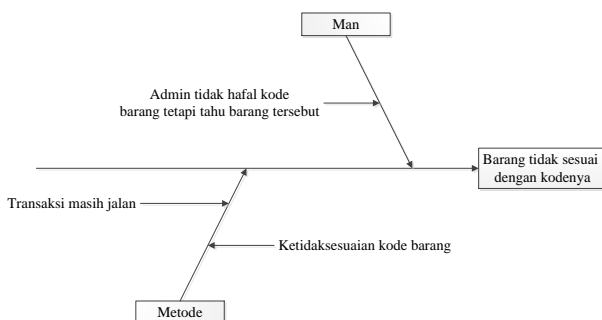 Man
Admin tidak hafal kode
barang tetapi tahu barang tersebut
Barang tidak sesuai
dengan kodenya
Transaksi masih jalan
Ketidaksesuaian kode barang
Metode